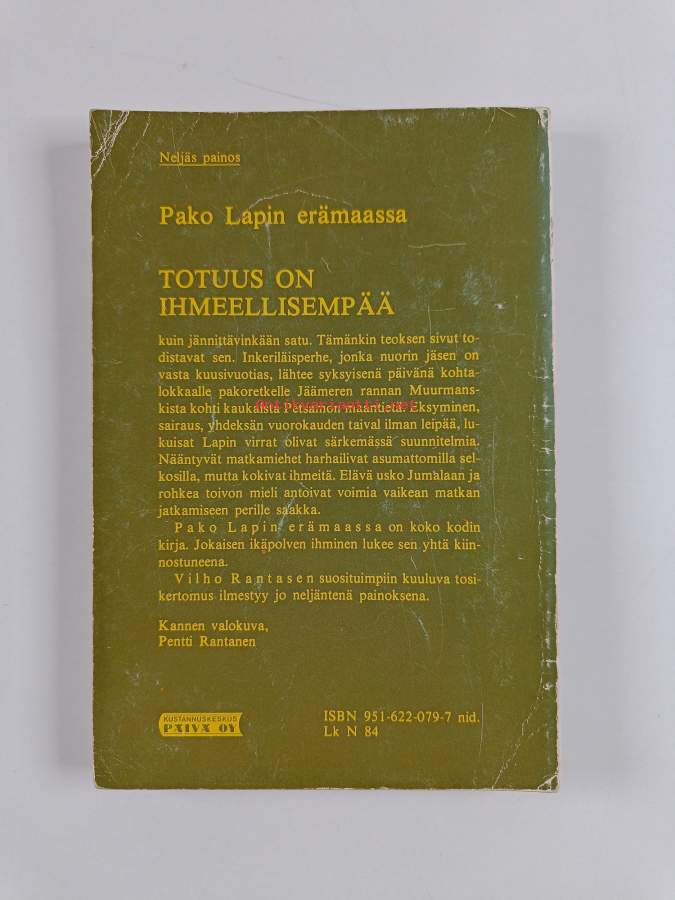 Neljäs painos
Pako Lapin erämaassa
TOTUUS ON
IHMEELLISEMPÄÄ
kuin jännittävinkään satu. Tämänkin teoksen sivut to-
distavat sen. Inkeriläisperhe, jonka nuorin jäsen on
vasta kuusivuotias, lähtee syksyisenä päivänä kohta-
lokkaalle pakoretkelle Jäämeren rannan Muurmans-
kista kohti kaukaista Petsamon maantietä. Eksyminen,
sairaus, yhdeksän vuorokauden taival ilman leipää, lu-
kuisat Lapin virrat olivat särkemässä suunnitelmia.
Nääntyvät matkamiehet harhailivat asumattomilla sel-
kosilla, mutta kokivat ihmeitä. Elävä usko Jumalaan ja
rohkea toivon mieli antoivat voimia vaikean matkan
jatkamiseen perille saakka.
Pako Lapin erämaassa on koko kodin
kirja. Jokaisen ikäpolven ihminen lukee sen yhtä kiin-
nostuneena.
Vilho Rantasen suosituimpiin kuuluva tosi-
kertomus ilmestyy jo neljäntenä painoksena.
Kannen valokuva,
Pentti Rantanen
KUSTANNUSKESKUS
PÄIVÄ OY
ISBN 951-622-079-7 nid.
Lk N 84